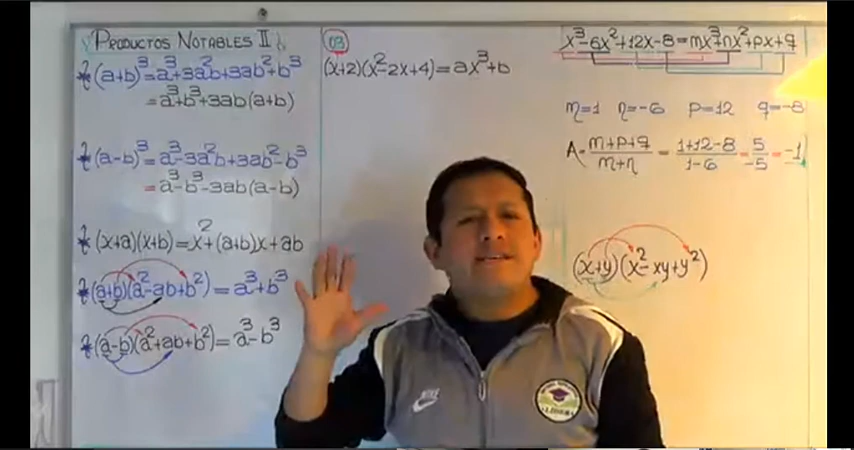 PRODUCTOS NOTABLES II
* (a+b)³=a³+3a²b+3ab²+b³
=a³+b³+3ab(a+b)
* (a-b)³=a³-3a²b+3ab²-b³
=a³-b³-3ab(a-b)
* (x+a)(x+b)=x²+(a+b)x+ab
* (a+b)(a²-ab+b²)=a³+b³
* (a-b)(a²+ab+b²)=a³-b³
03
(x+2)(x²-2x+4)=ax³+b
x³-6x²+12x-8=mx³+nx²+px+q
m=1 n=-6 p=12 q=-8
A=(m+p+q)/(m+n) = (1+12-8)/(1-6) = 5/-5 = -1
(x+y)(x²-xy+y²)
NIKE